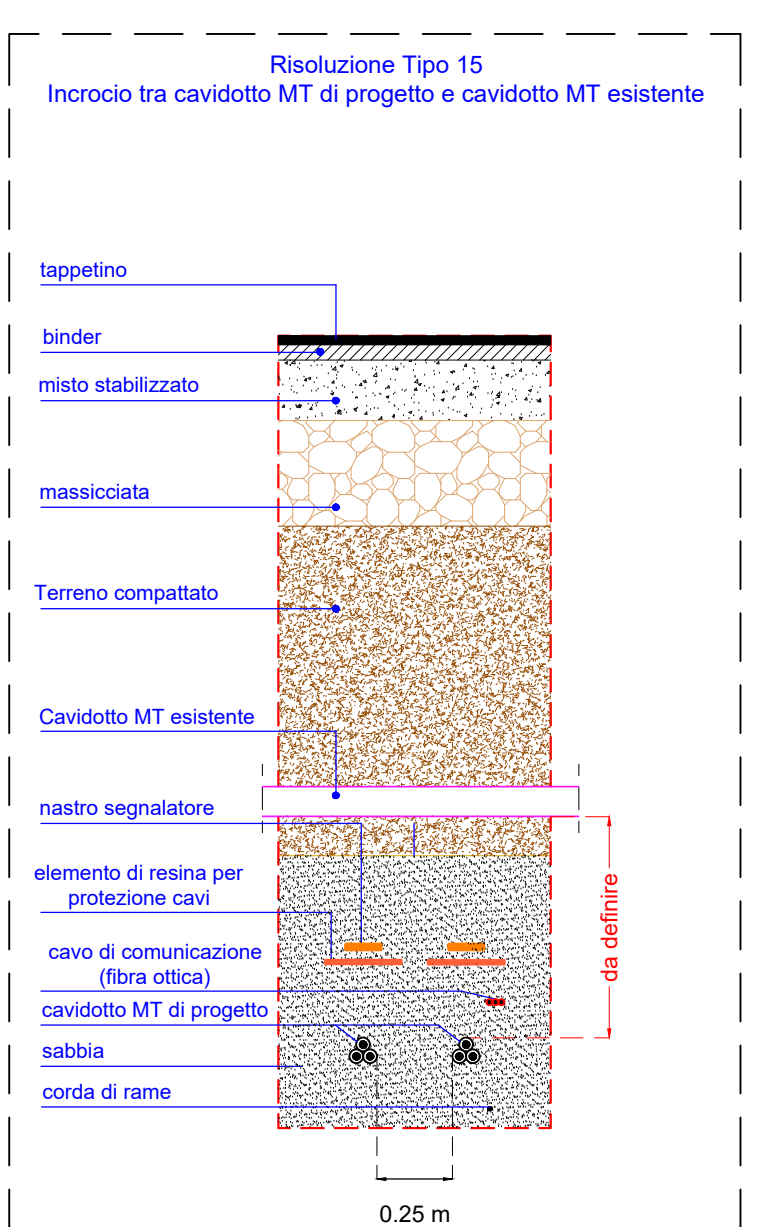 Risoluzione Tipo 15
Incrocio tra cavidotto MT di progetto e cavidotto MT esistente
tappetino
binder
misto stabilizzato
massicciata
Terreno compattato
Cavidotto MT esistente
nastro segnalatore
elemento di resina per
protezione cavi
cavo di comunicazione
(fibra ottica)
cavidotto MT di progetto
sabbia
corda di rame
da definire
0.25 m